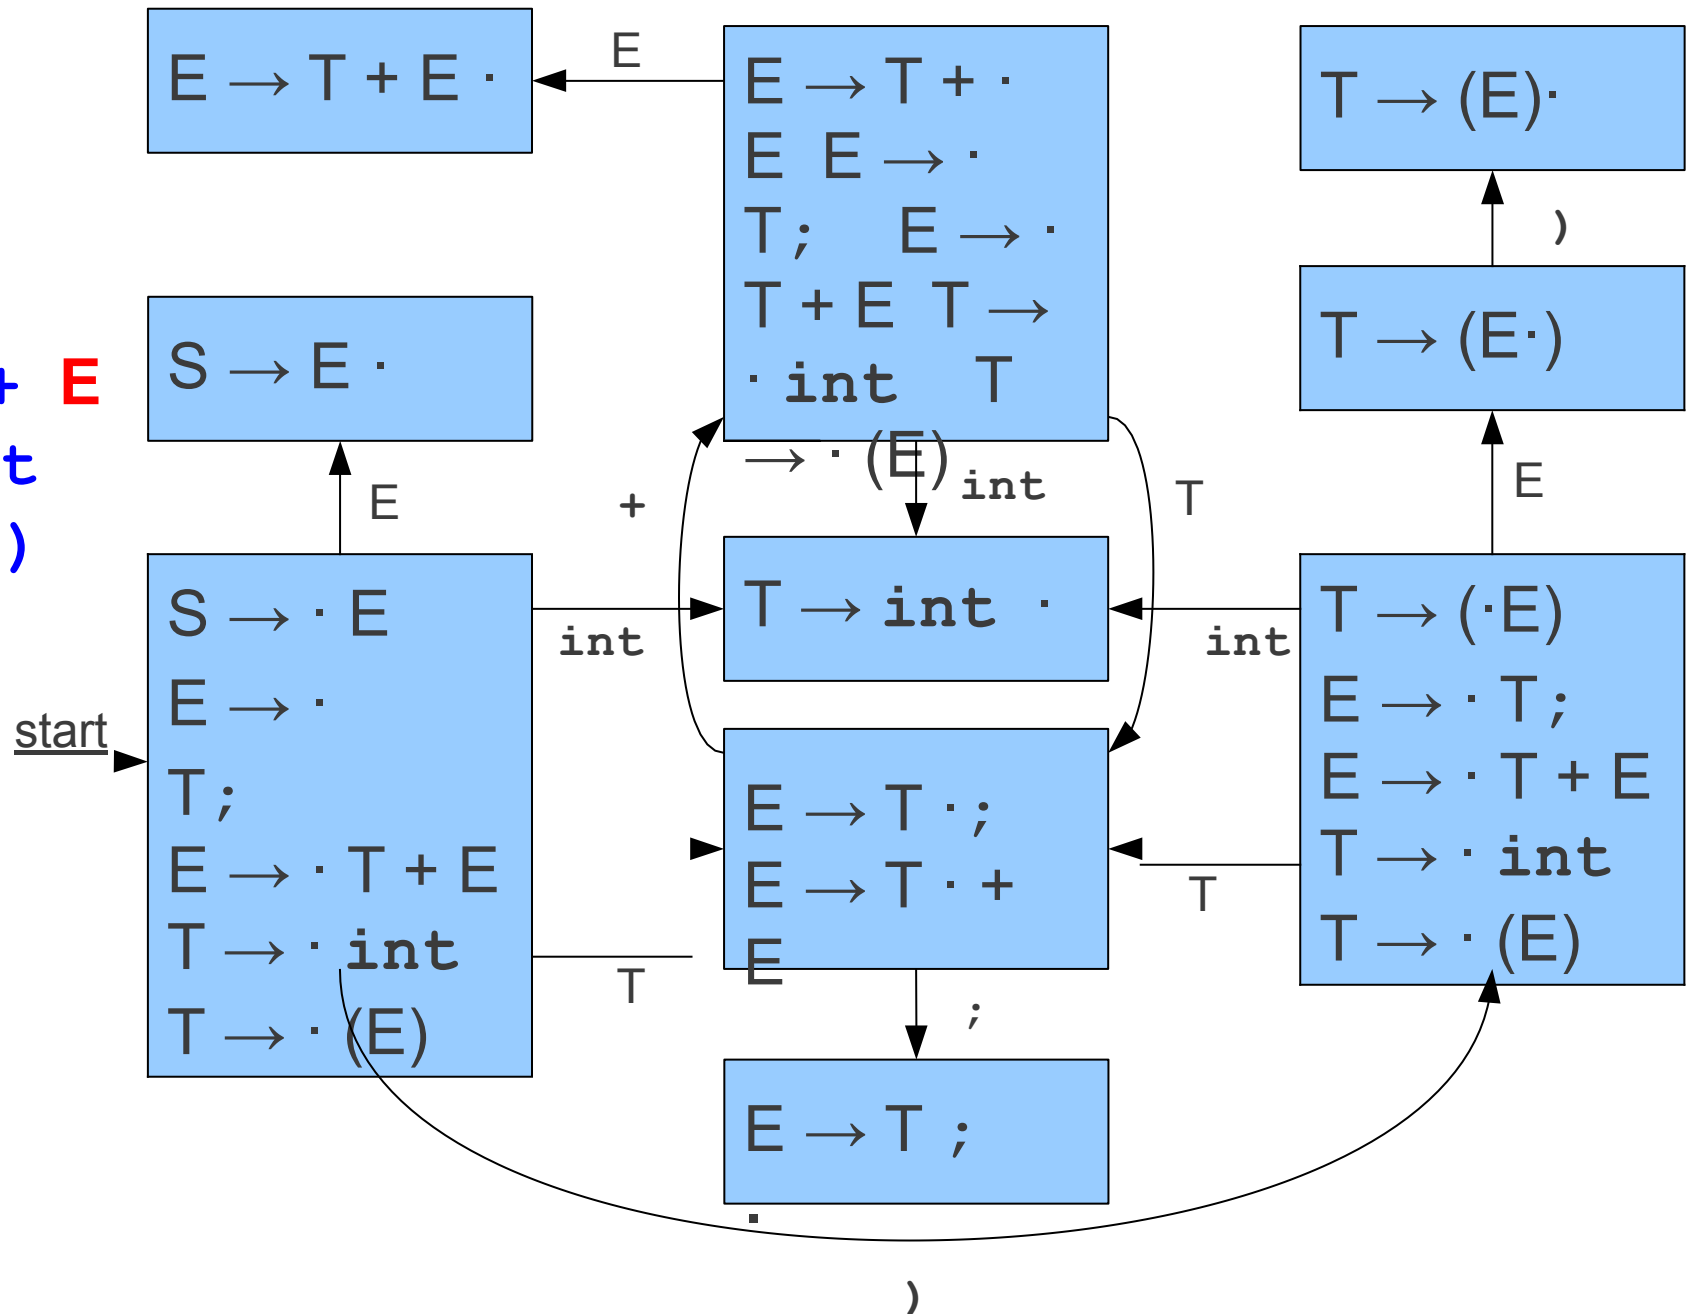 E → T + E ·
E
E → T + ·
E E → ·
T; E → ·
T + E T →
· int T
→ · (E)
T → (E)·
)
T → (E·)
S → E ·
+ E
t
)
E
+
int
T
E
S → · E
E → ·
T;
E → · T + E
T → · int
T → · (E)
start
int
T → int ·
int
T → (·E)
E → · T;
E → · T + E
T → · int
T → · (E)
E → T ·;
E → T · +
E
T
T
;
E → T ;
·
)